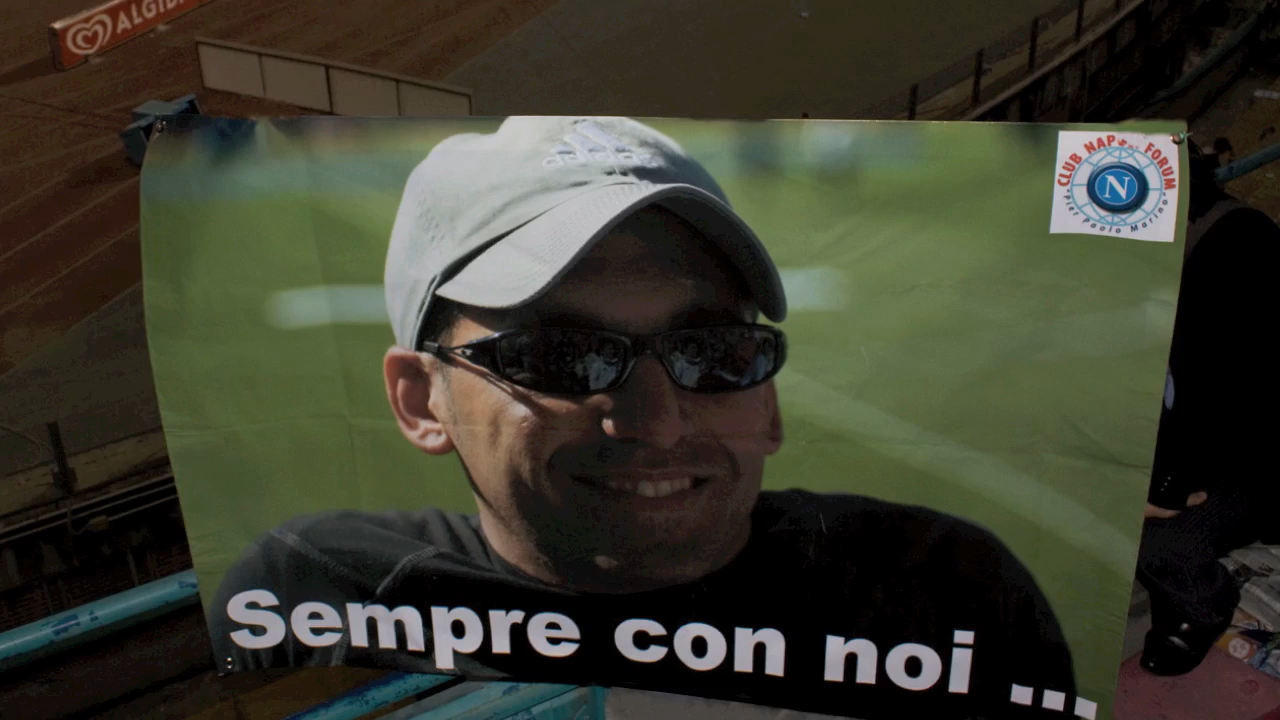 ALGIDA
adidas
CLUB NAPOLI FORUM
N
Pier Paolo Marino
Sempre con noi ...